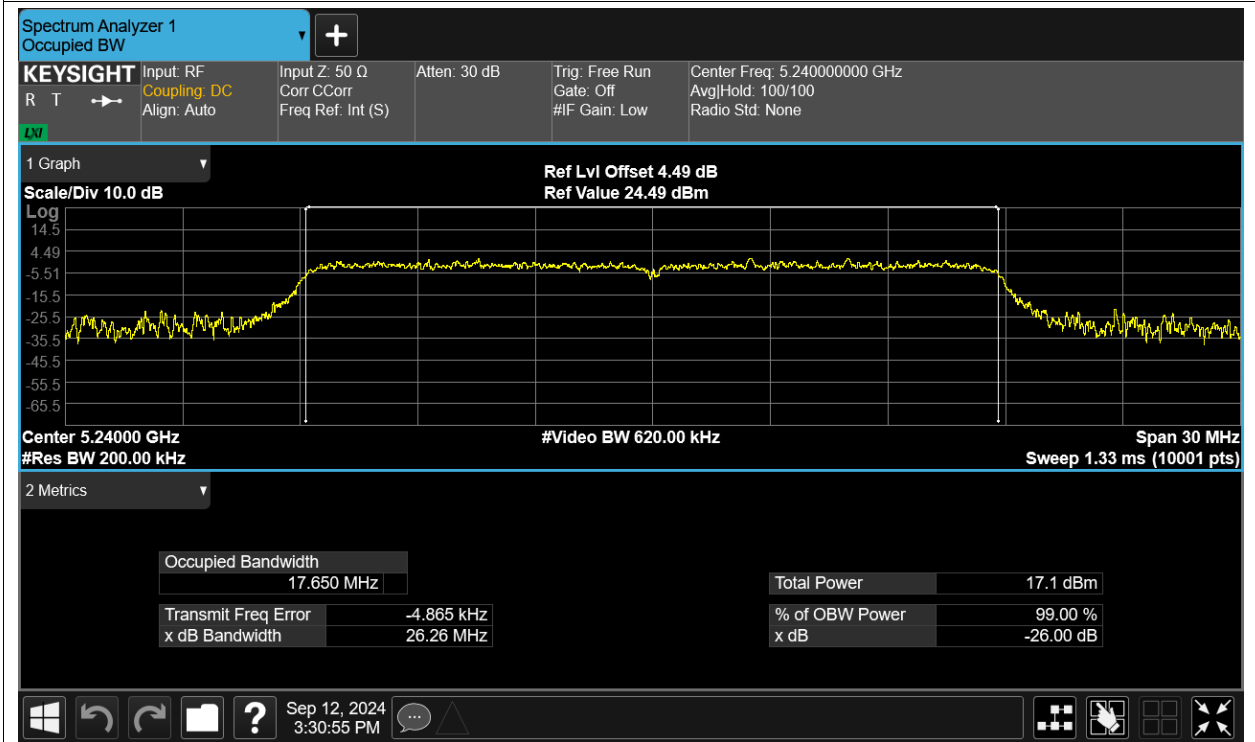 Spectrum Analyzer 1
Occupied BW
KEYSIGHT
R T
LXI
Input: RF
Coupling: DC
Align: Auto
Input Z: 50 Ω
Corr CCorr
Freq Ref: Int (S)
Atten: 30 dB
Trig: Free Run
Gate: Off
#IF Gain: Low
Center Freq: 5.240000000 GHz
Avg|Hold: 100/100
Radio Std: None
1 Graph
Scale/Div 10.0 dB
Ref Lvl Offset 4.49 dB
Ref Value 24.49 dBm
Log
14.5
4.49
-5.51
-15.5
-25.5
-35.5
-45.5
-55.5
-65.5
Center 5.24000 GHz
#Res BW 200.00 kHz
#Video BW 620.00 kHz
Span 30 MHz
Sweep 1.33 ms (10001 pts)
2 Metrics
Occupied Bandwidth
17.650 MHz
Transmit Freq Error -4.865 kHz
x dB Bandwidth 26.26 MHz
Total Power 17.1 dBm
% of OBW Power 99.00 %
x dB -26.00 dB
Sep 12, 2024
3:30:55 PM